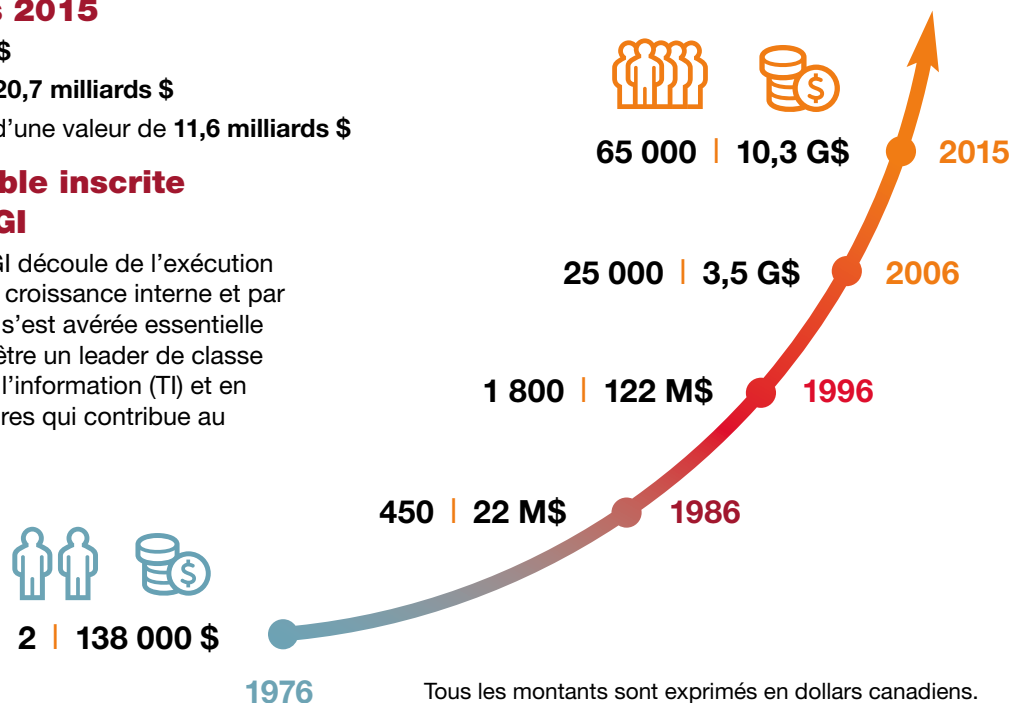 2015
$
20,7 milliards $
d’une valeur de 11,6 milliards $
inscrite
GI
GI découle de l’exécution
croissance interne et par
s’est avérée essentielle
être un leader de classe
l’information (TI) et en
qui contribue au
65 000 | 10,3 G$ 2015
25 000 | 3,5 G$ 2006
1 800 | 122 M$ 1996
450 | 22 M$ 1986
2 | 138 000 $
1976
Tous les montants sont exprimés en dollars canadiens.